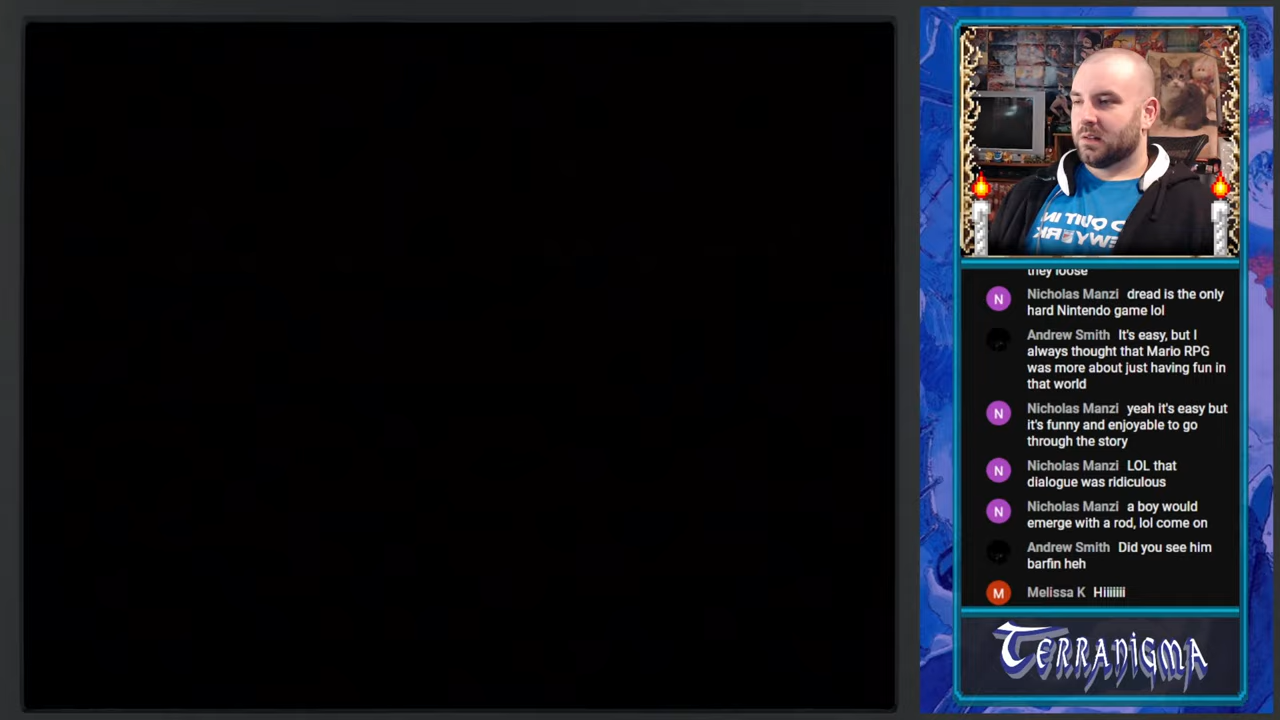 IN TIUQ O
KROYWE
they loose
Nicholas Manzi dread is the only
hard Nintendo game lol
Andrew Smith It's easy, but I
always thought that Mario RPG
was more about just having fun in
that world
Nicholas Manzi yeah it's easy but
it's funny and enjoyable to go
through the story
Nicholas Manzi LOL that
dialogue was ridiculous
Nicholas Manzi a boy would
emerge with a rod, lol come on
Andrew Smith Did you see him
barfin heh
Melissa K Hiiiiiii
N
N
N
N
M
TERRANIGMA